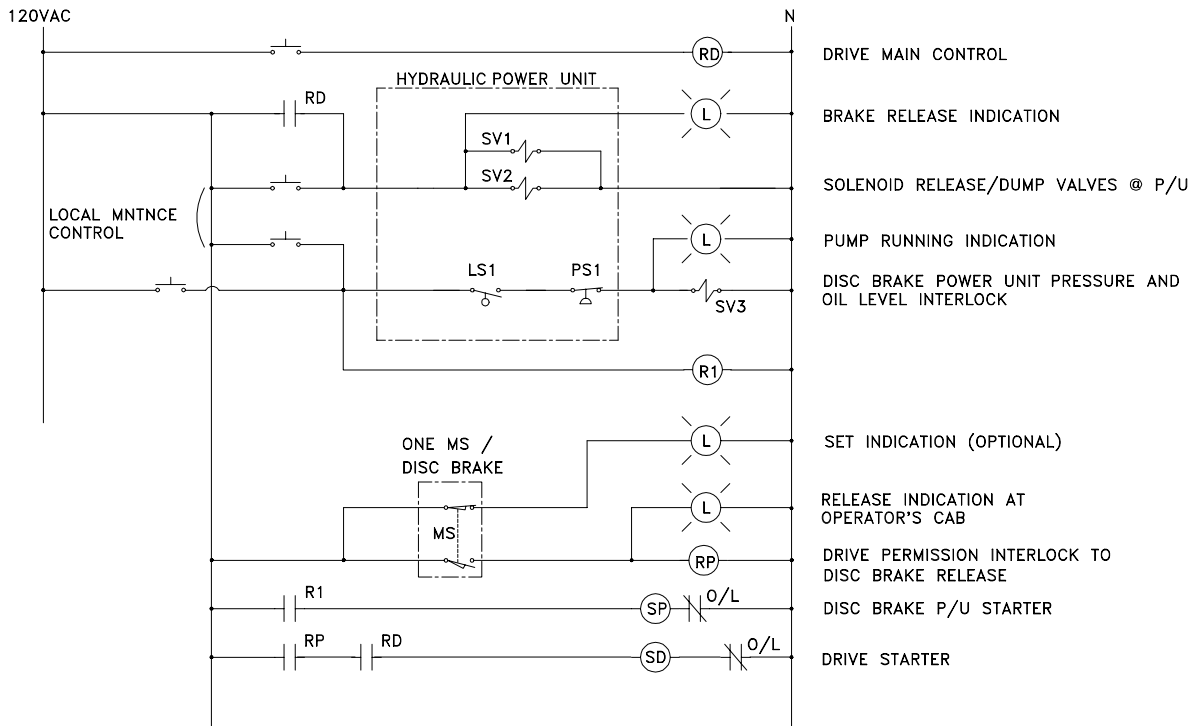 120VAC
N
RD
DRIVE MAIN CONTROL
HYDRAULIC POWER UNIT
RD
L
BRAKE RELEASE INDICATION
SV1
SV2
SOLENOID RELEASE/DUMP VALVES @ P/U
LOCAL MNTNCE
CONTROL
L
PUMP RUNNING INDICATION
LS1
PS1
SV3
DISC BRAKE POWER UNIT PRESSURE AND
OIL LEVEL INTERLOCK
R1
ONE MS /
DISC BRAKE
L
SET INDICATION (OPTIONAL)
L
RELEASE INDICATION AT
OPERATOR'S CAB
MS
RP
DRIVE PERMISSION INTERLOCK TO
DISC BRAKE RELEASE
R1
SP
O/L
DISC BRAKE P/U STARTER
RP
RD
SD
O/L
DRIVE STARTER